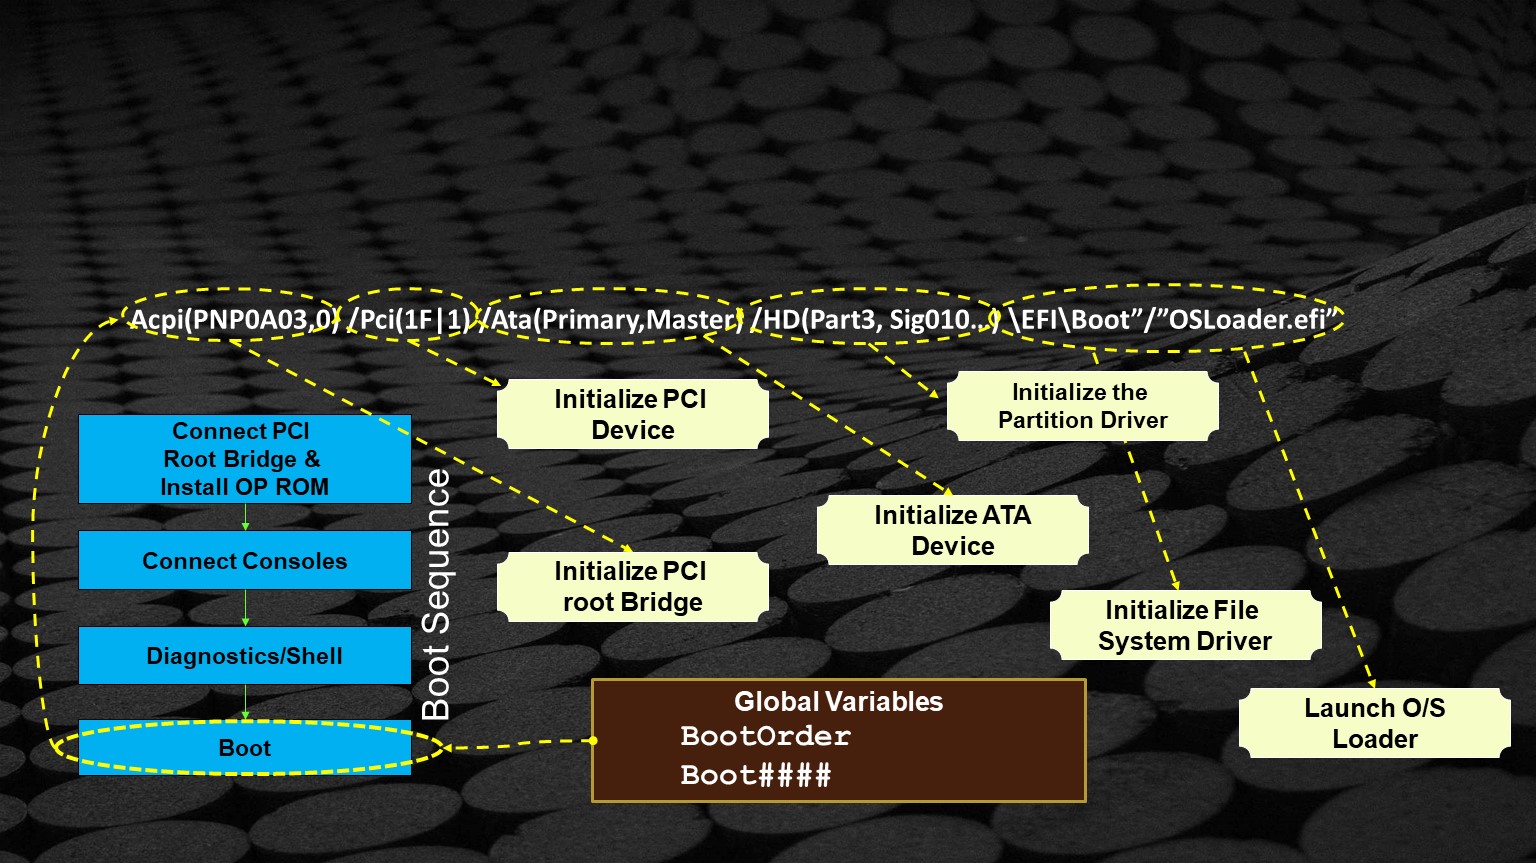 Acpi(PNP0A03,0) /Pci(1F|1) /Ata(Primary,Master) /HD(Part3, Sig010…) \EFI\Boot”/”OSLoader.efi”
Connect PCI
Root Bridge &
Install OP ROM
Connect Consoles
Diagnostics/Shell
Boot
Boot Sequence
Initialize PCI
Device
Initialize PCI
root Bridge
Initialize ATA
Device
Initialize the
Partition Driver
Initialize File
System Driver
Launch O/S
Loader
Global Variables
BootOrder
Boot####